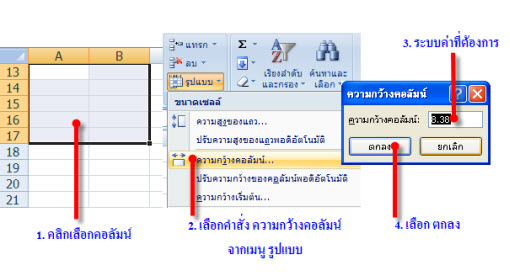 3. ระบบค่าที่ต้องการ
แทรก
ลบ
รูปแบบ
Σ
เรียงลำดับ
และกรอง
ค้นหาและ
เลือก
A B
13
14
15
16
17
18
19
20
21
ขนาดเซลล์
ความสูงของแถว...
ปรับความสูงของแถวพอดีอัตโนมัติ
ความกว้างคอลัมน์...
ปรับความกว้างของคอลัมน์พอดีอัตโนมัติ
ความกว้างเริ่มต้น...
ความกว้างคอลัมน์
ความกว้างคอลัมน์: 8.38
ตกลง ยกเลิก
1. คลิกเลือกคอลัมน์
2. เลือกคำสั่ง ความกว้างคอลัมน์
จากเมนู รูปแบบ
4. เลือก ตกลง